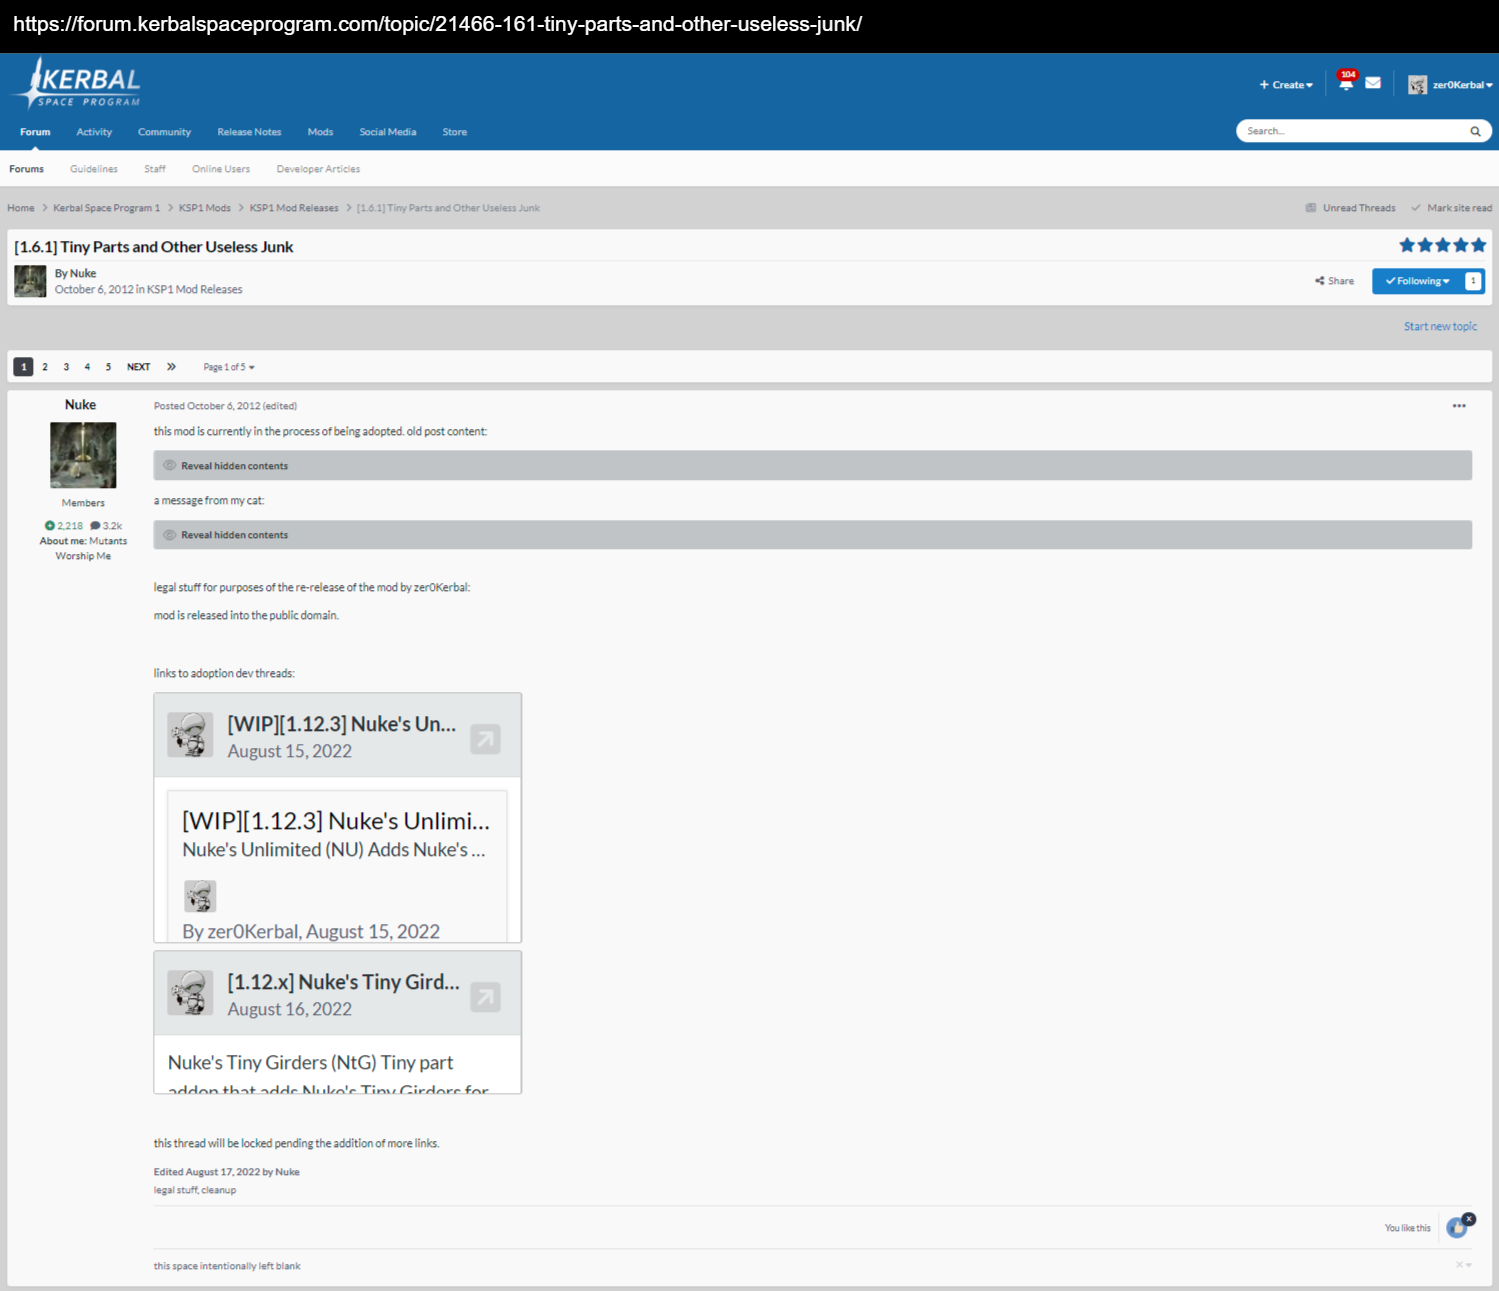 https://forum.kerbalspaceprogram.com/topic/21466-161-tiny-parts-and-other-useless-junk/
KERBAL
SPACE PROGRAM
+ Create
104
zer0Kerbal
Forum Activity Community Release Notes Mods Social Media Store
Search...
Forums Guidelines Staff Online Users Developer Articles
Home > Kerbal Space Program 1 > KSP1 Mods > KSP1 Mod Releases > [1.6.1] Tiny Parts and Other Useless Junk
Unread Threads Mark site read
[1.6.1] Tiny Parts and Other Useless Junk
By Nuke
October 6, 2012 in KSP1 Mod Releases
Share
Following 1
Start new topic
1 2 3 4 5 NEXT Page 1 of 5
Nuke
Members
2,218 3.2k
About me: Mutants
Worship Me
Posted October 6, 2012 (edited)
this mod is currently in the process of being adopted. old post content:
Reveal hidden contents
a message from my cat:
Reveal hidden contents
legal stuff for purposes of the re-release of the mod by zer0Kerbal:
mod is released into the public domain.
links to adoption dev threads:
[WIP][1.12.3] Nuke's Un...
August 15, 2022
[WIP][1.12.3] Nuke's Unlimi...
Nuke's Unlimited (NU) Adds Nuke's ...
By zer0Kerbal, August 15, 2022
[1.12.x] Nuke's Tiny Gird...
August 16, 2022
Nuke's Tiny Girders (NtG) Tiny part
addon that adds Nuke's Tiny Girders for
this thread will be locked pending the addition of more links.
Edited August 17, 2022 by Nuke
legal stuff, cleanup
You like this
this space intentionally left blank